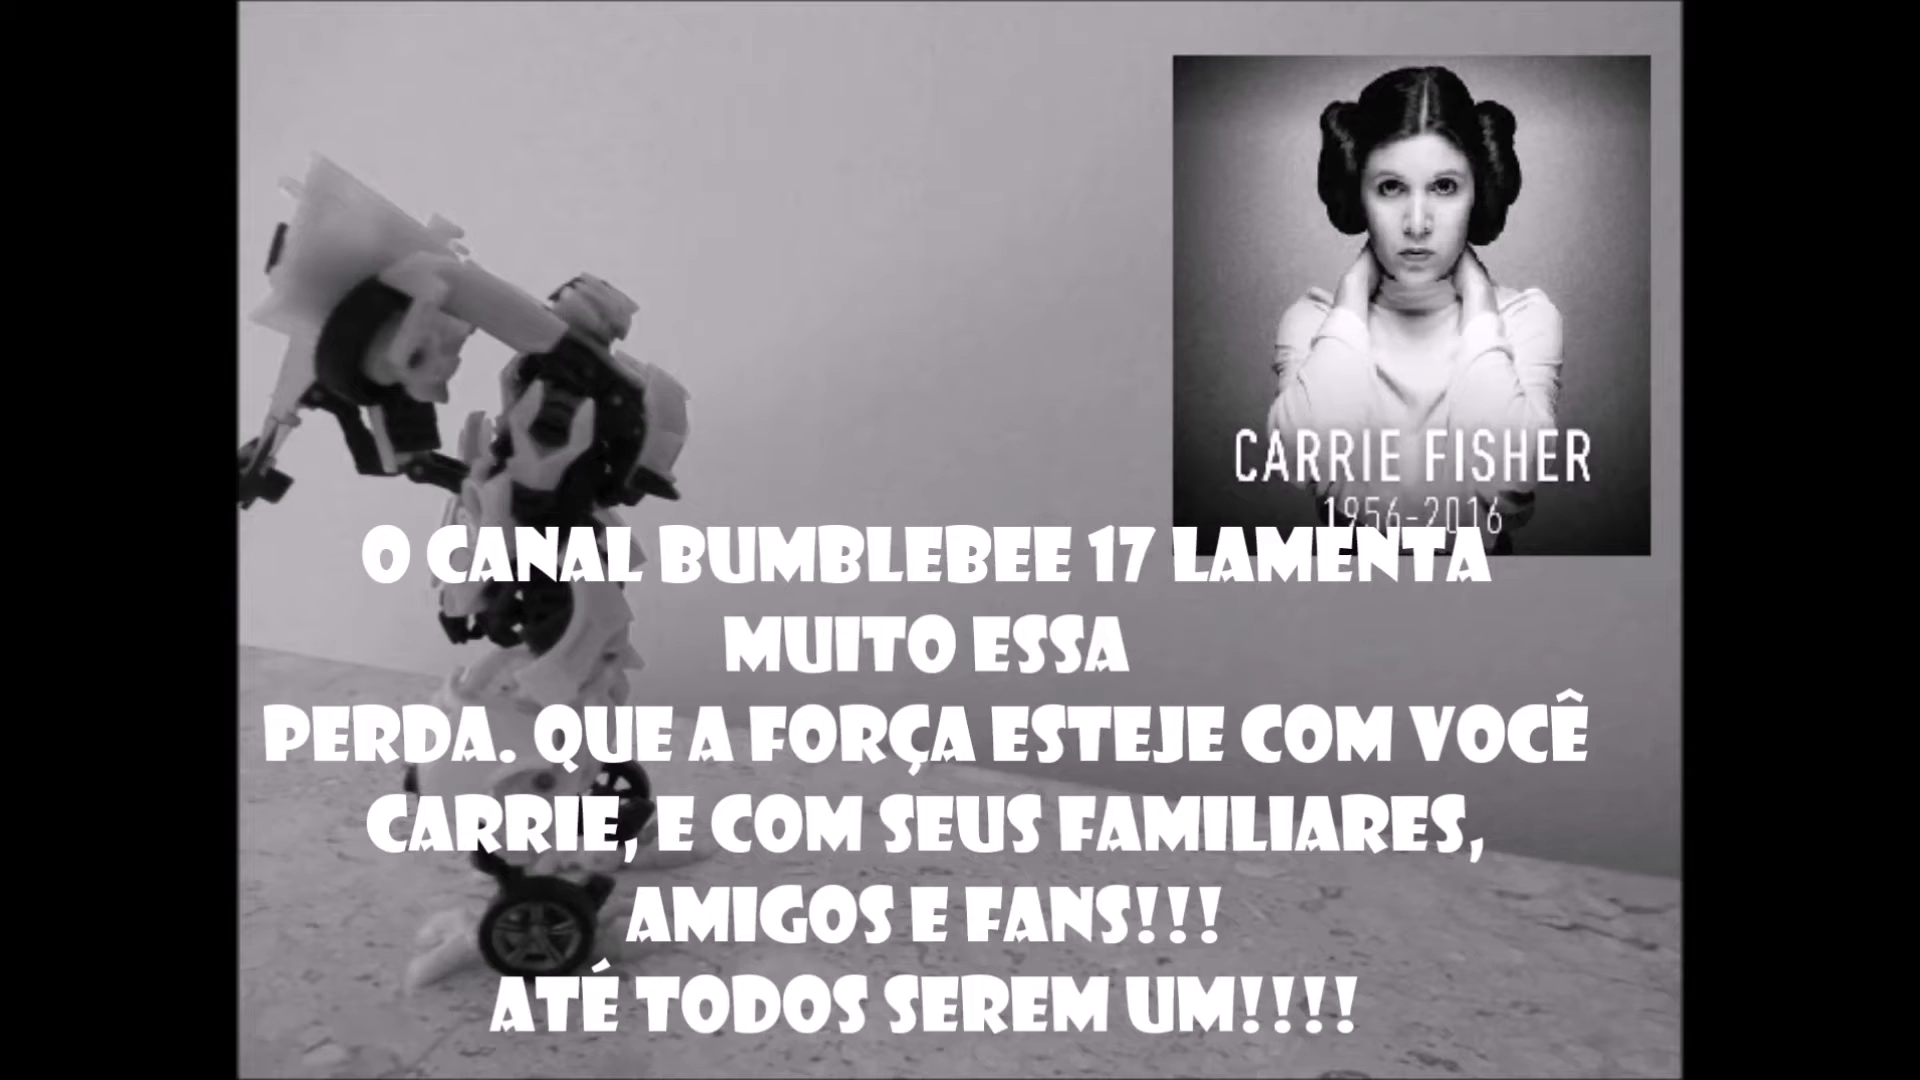 CARRIE FISHER
1956-2016
O CANAL BUMBLEBEE 17 LAMENTA
MUITO ESSA
PERDA. QUE A FORÇA ESTEJE COM VOCÊ
CARRIE, E COM SEUS FAMILIARES,
AMIGOS E FANS!!!
ATÉ TODOS SEREM UM!!!!